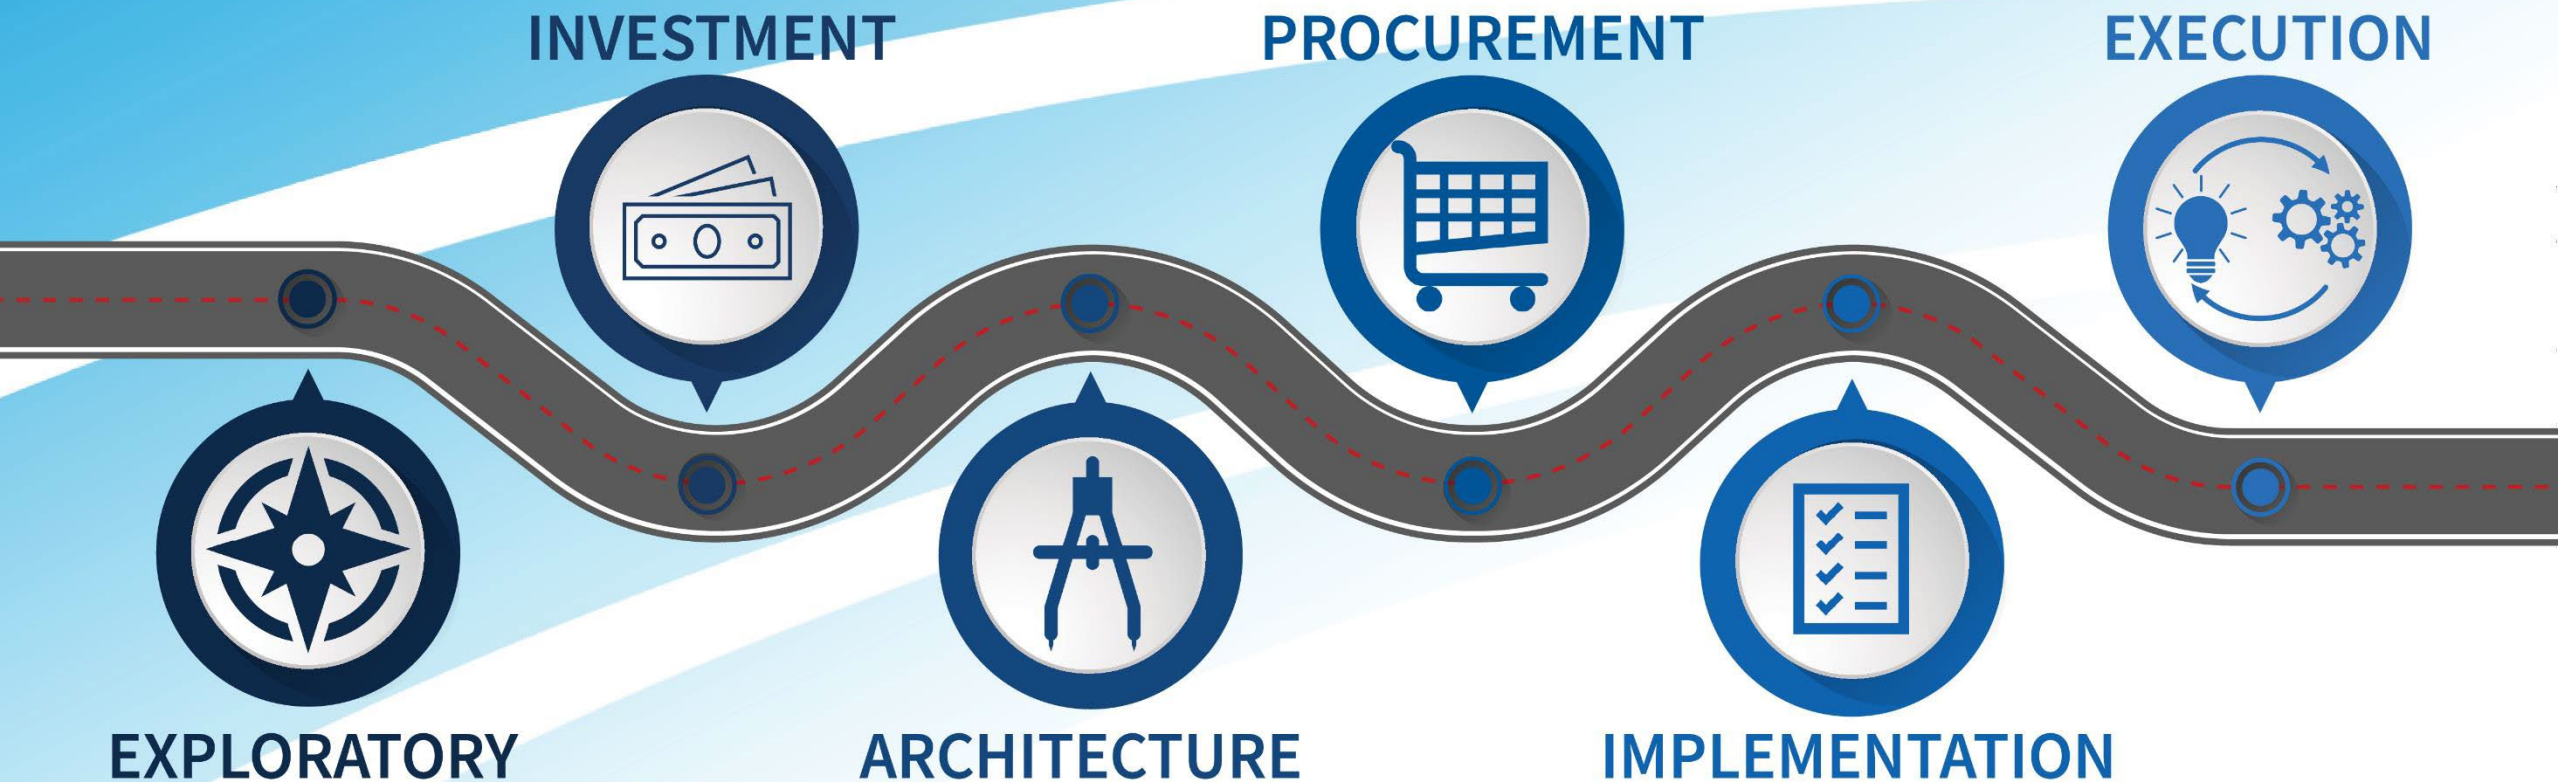 INVESTMENT
PROCUREMENT
EXECUTION
EXPLORATORY
ARCHITECTURE
IMPLEMENTATION